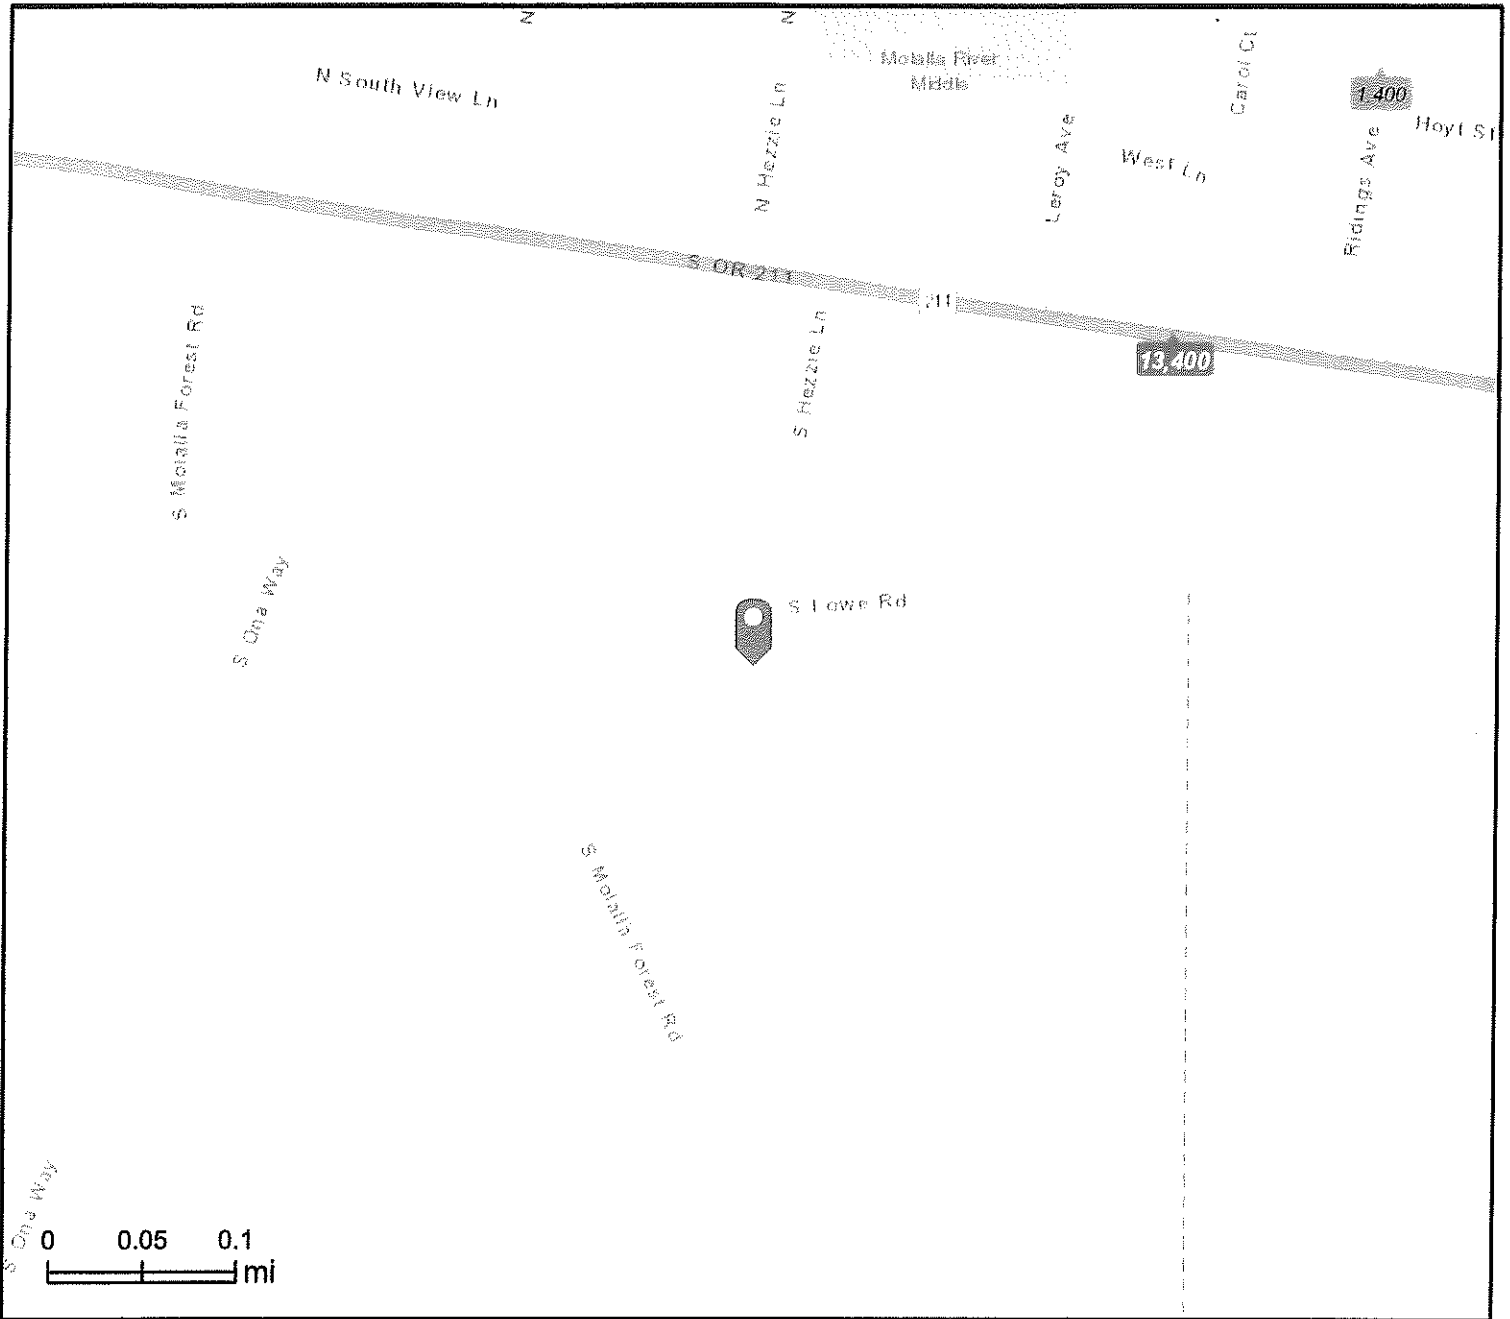 N
N
Molalla River
Middle
Carol Ct
1,400
N South View Ln
Hoyt St
N Hezzie Ln
Leroy Ave
West Ln
Ridings Ave
S OR 211
211
13,400
S Molalla Forest Rd
S Hezzie Ln
S Ona Way
S Lowe Rd
S Molalla Forest Rd
S Ona Way
0 0.05 0.1
mi